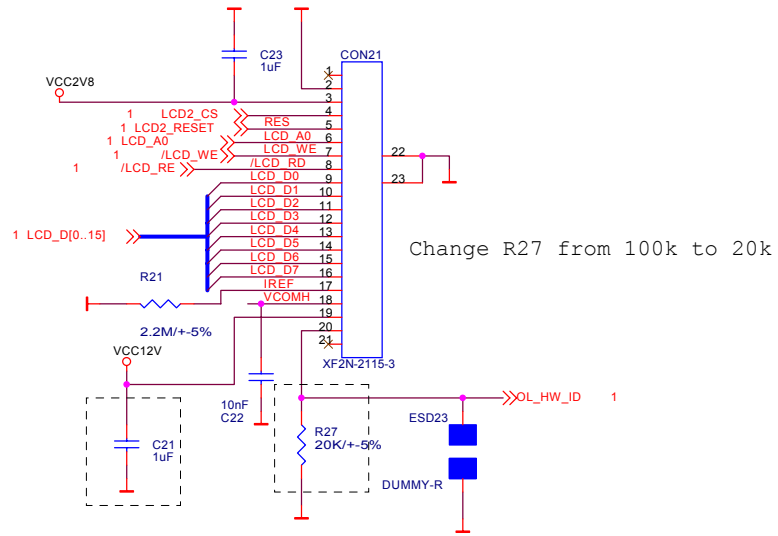 C23
1uF
CON21
VCC2V8
1
2
3
1 LCD2_CS
4
1 LCD2_RESET
RES
5
1 LCD_A0
LCD_A0
6
1 /LCD_WE
LCD_WE
7
22
1 /LCD_RE
/LCD_RD
8
LCD_D0
9
23
LCD_D1
10
LCD_D2
11
LCD_D3
12
1 LCD_D[0..15]
LCD_D4
13
Change R27 from 100k to 20k
LCD_D5
14
LCD_D6
15
LCD_D7
16
R21
IREF
17
VCOMH
18
19
2.2M/+-5%
20
21
VCC12V
XF2N-2115-3
10nF
C22
OL_HW_ID 1
ESD23
C21
1uF
R27
20K/+-5%
DUMMY-R